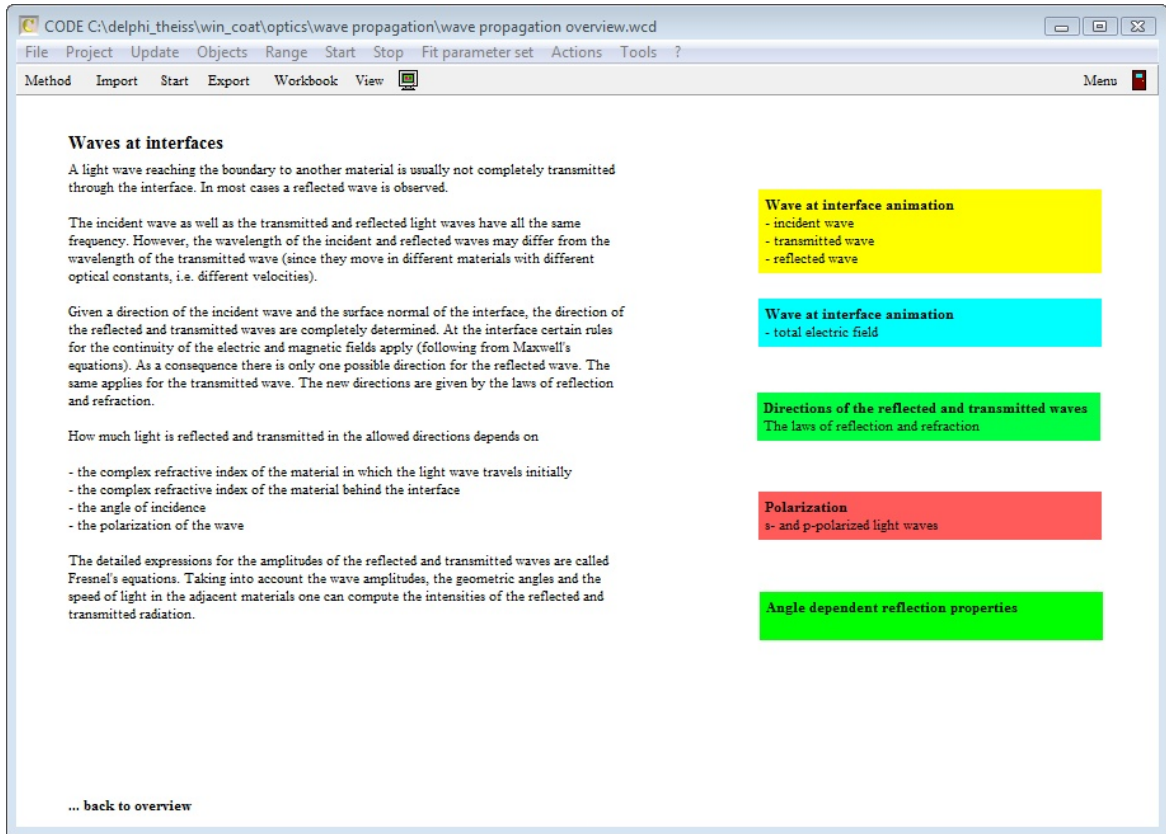 CODE C:\delphi_theiss\win_coat\optics\wave propagation\wave propagation overview.wcd
File Project Update Objects Range Start Stop Fit parameter set Actions Tools ?
Method Import Start Export Workbook View Menu
Waves at interfaces
A light wave reaching the boundary to another material is usually not completely transmitted
through the interface. In most cases a reflected wave is observed.
The incident wave as well as the transmitted and reflected light waves have all the same
frequency. However, the wavelength of the incident and reflected waves may differ from the
wavelength of the transmitted wave (since they move in different materials with different
optical constants, i.e. different velocities).
Given a direction of the incident wave and the surface normal of the interface, the direction of
the reflected and transmitted waves are completely determined. At the interface certain rules
for the continuity of the electric and magnetic fields apply (following from Maxwell's
equations). As a consequence there is only one possible direction for the reflected wave. The
same applies for the transmitted wave. The new directions are given by the laws of reflection
and refraction.
How much light is reflected and transmitted in the allowed directions depends on
- the complex refractive index of the material in which the light wave travels initially
- the complex refractive index of the material behind the interface
- the angle of incidence
- the polarization of the wave
The detailed expressions for the amplitudes of the reflected and transmitted waves are called
Fresnel's equations. Taking into account the wave amplitudes, the geometric angles and the
speed of light in the adjacent materials one can compute the intensities of the reflected and
transmitted radiation.
Wave at interface animation
- incident wave
- transmitted wave
- reflected wave
Wave at interface animation
- total electric field
Directions of the reflected and transmitted waves
The laws of reflection and refraction
Polarization
s- and p-polarized light waves
Angle dependent reflection properties
... back to overview